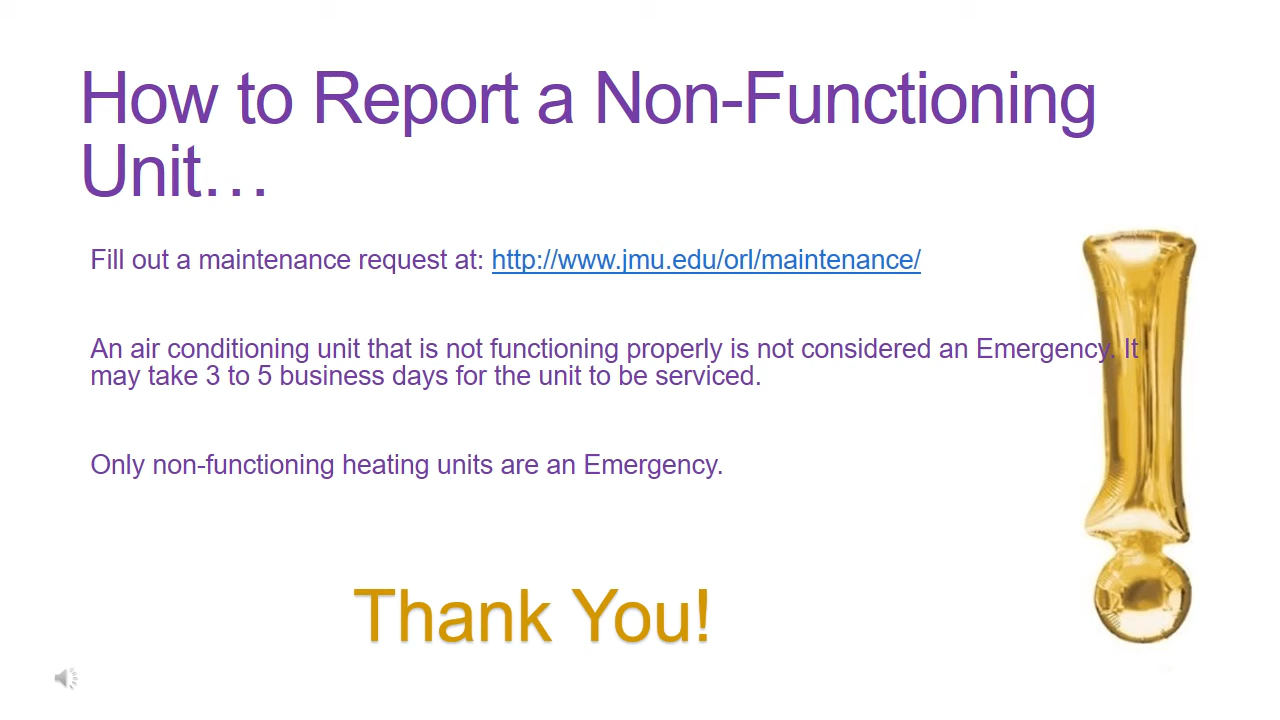 How to Report a Non-Functioning
Unit…
Fill out a maintenance request at: http://www.jmu.edu/orl/maintenance/
An air conditioning unit that is not functioning properly is not considered an Emergency. It
may take 3 to 5 business days for the unit to be serviced.
Only non-functioning heating units are an Emergency.
Thank You!